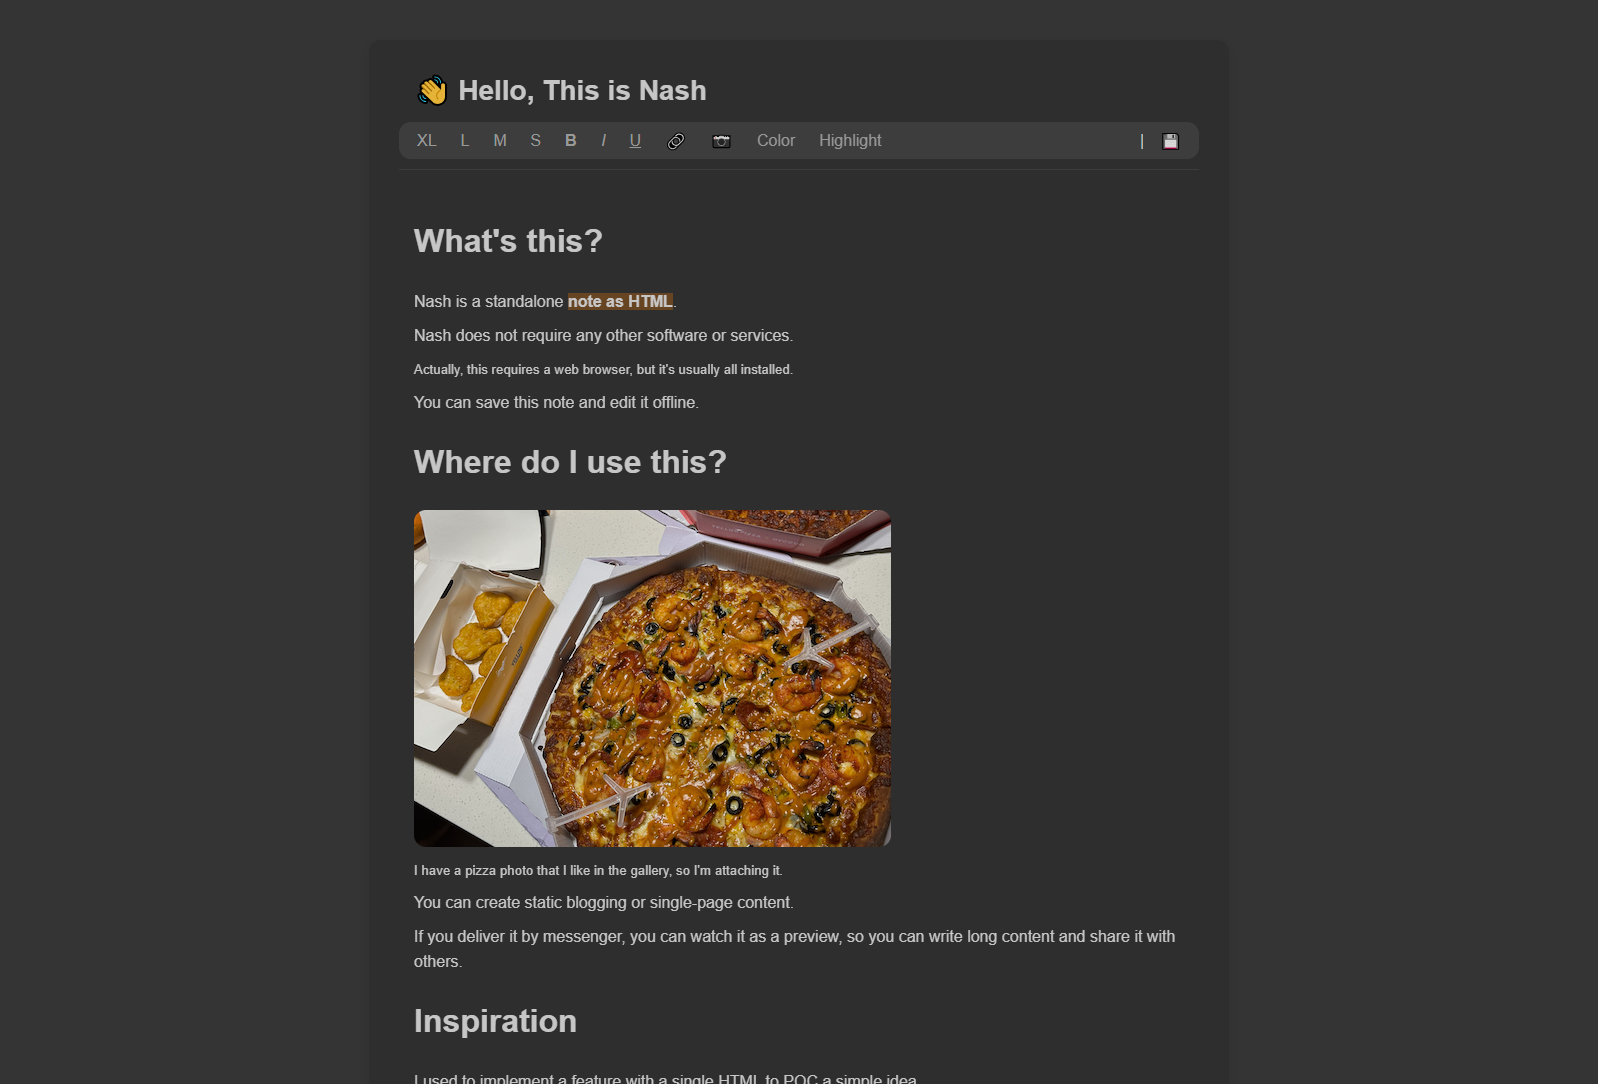 👋 Hello, This is Nash
XL L M S B I U 🔗 📷 Color Highlight | 💾
What's this?
Nash is a standalone note as HTML.
Nash does not require any other software or services.
Actually, this requires a web browser, but it's usually all installed.
You can save this note and edit it offline.
Where do I use this?
I have a pizza photo that I like in the gallery, so I'm attaching it.
You can create static blogging or single-page content.
If you deliver it by messenger, you can watch it as a preview, so you can write long content and share it with
others.
Inspiration
I used to implement a feature with a single HTML to POC a simple idea.